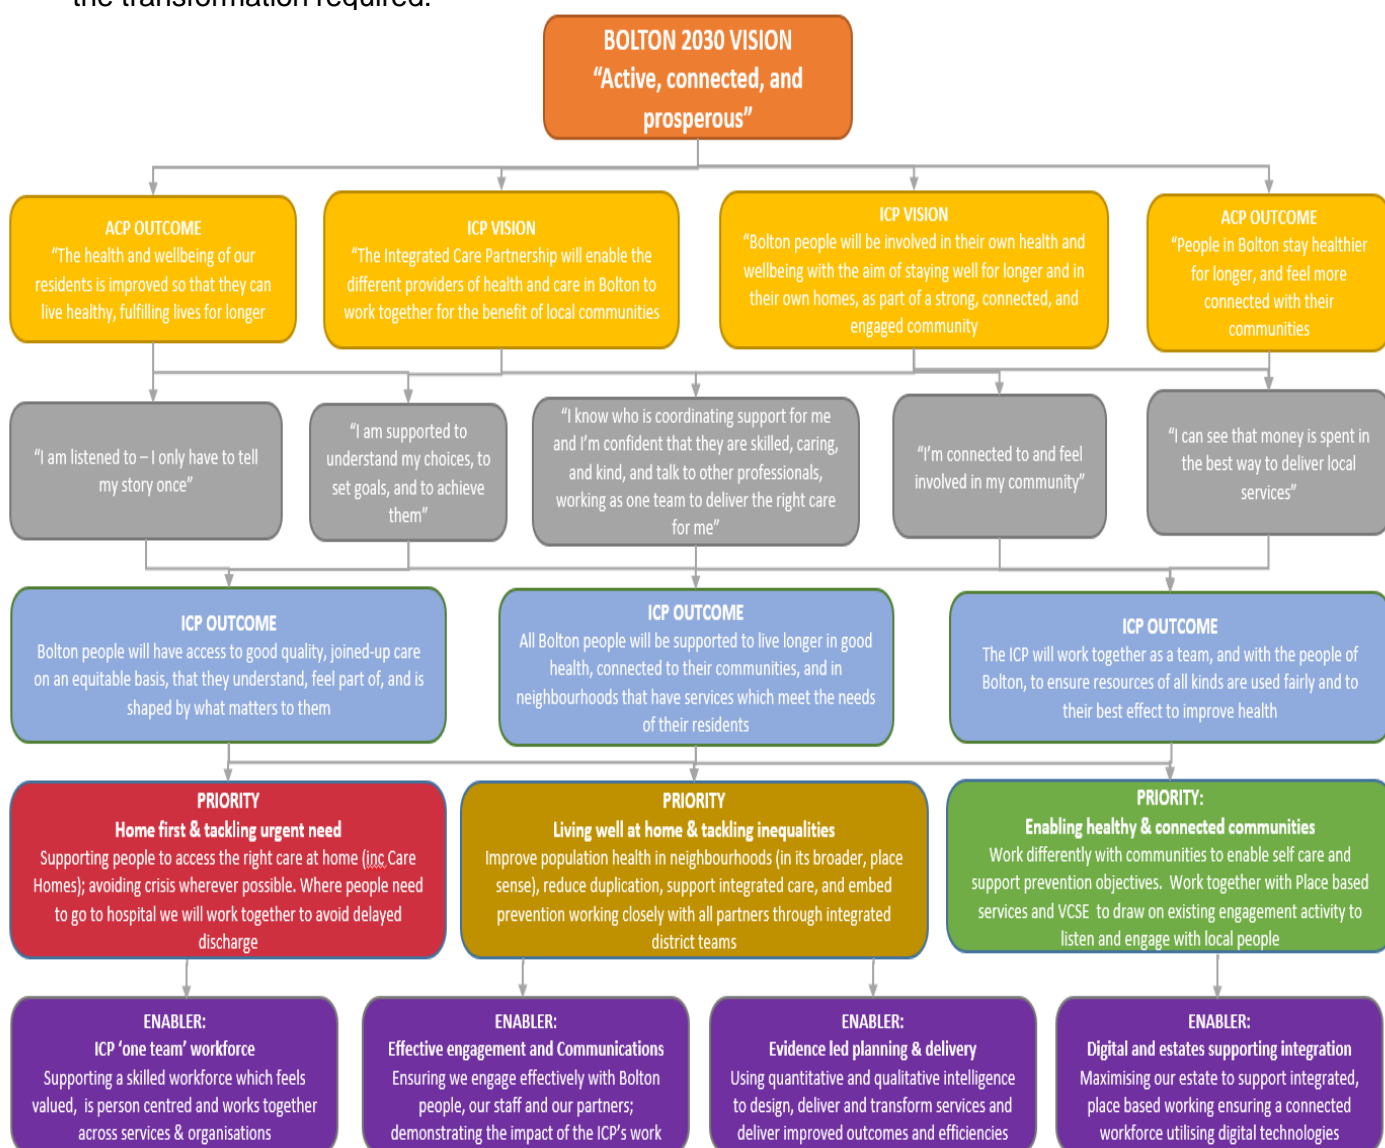 the transformation required.
BOLTON 2030 VISION
“Active, connected, and
prosperous”
ACP OUTCOME
“The health and wellbeing of our
residents is improved so that they can
live healthy, fulfilling lives for longer
ICP VISION
“The Integrated Care Partnership will enable the
different providers of health and care in Bolton to
work together for the benefit of local communities
ICP VISION
“Bolton people will be involved in their own health and
wellbeing with the aim of staying well for longer and in
their own homes, as part of a strong, connected, and
engaged community
ACP OUTCOME
“People in Bolton stay healthier
for longer, and feel more
connected with their
communities
“I am listened to – I only have to tell
my story once”
“I am supported to
understand my choices, to
set goals, and to achieve
them”
“I know who is coordinating support for me
and I’m confident that they are skilled, caring,
and kind, and talk to other professionals,
working as one team to deliver the right care
for me”
“I’m connected to and feel
involved in my community”
“I can see that money is spent in
the best way to deliver local
services”
ICP OUTCOME
Bolton people will have access to good quality, joined-up care
on an equitable basis, that they understand, feel part of, and is
shaped by what matters to them
ICP OUTCOME
All Bolton people will be supported to live longer in good
health, connected to their communities, and in
neighbourhoods that have services which meet the needs
of their residents
ICP OUTCOME
The ICP will work together as a team, and with the people of
Bolton, to ensure resources of all kinds are used fairly and to
their best effect to improve health
PRIORITY
Home first & tackling urgent need
Supporting people to access the right care at home (inc Care
Homes); avoiding crisis wherever possible. Where people need
to go to hospital we will work together to avoid delayed
discharge
PRIORITY
Living well at home & tackling inequalities
Improve population health in neighbourhoods (in its broader, place
sense), reduce duplication, support integrated care, and embed
prevention working closely with all partners through integrated
district teams
PRIORITY:
Enabling healthy & connected communities
Work differently with communities to enable self care and
support prevention objectives. Work together with Place based
services and VCSE to draw on existing engagement activity to
listen and engage with local people
ENABLER:
ICP ‘one team’ workforce
Supporting a skilled workforce which feels
valued, is person centred and works together
across services & organisations
ENABLER:
Effective engagement and Communications
Ensuring we engage effectively with Bolton
people, our staff and our partners;
demonstrating the impact of the ICP’s work
ENABLER:
Evidence led planning & delivery
Using quantitative and qualitative intelligence
to design, deliver and transform services and
deliver improved outcomes and efficiencies
ENABLER:
Digital and estates supporting integration
Maximising our estate to support integrated,
place based working ensuring a connected
workforce utilising digital technologies